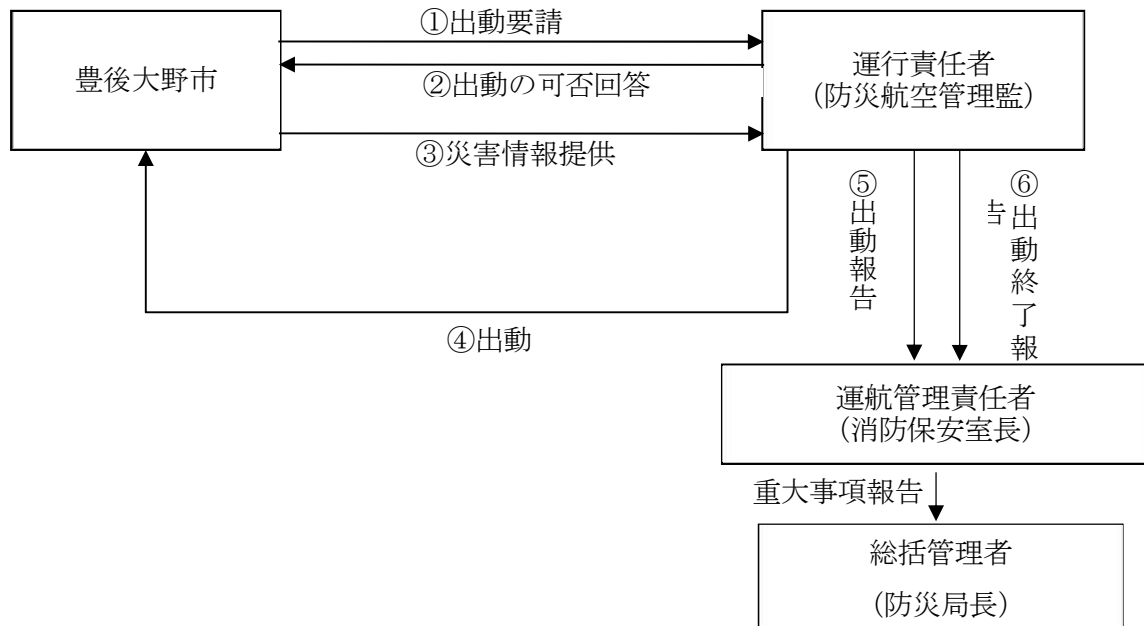 ①出動要請
豊後大野市
②出動の可否回答
運行責任者
(防災航空管理監)
③災害情報提供
④出動
⑤出動報告
⑥出動終了報
告
運航管理責任者
(消防保安室長)
重大事項報告
総括管理者
(防災局長)